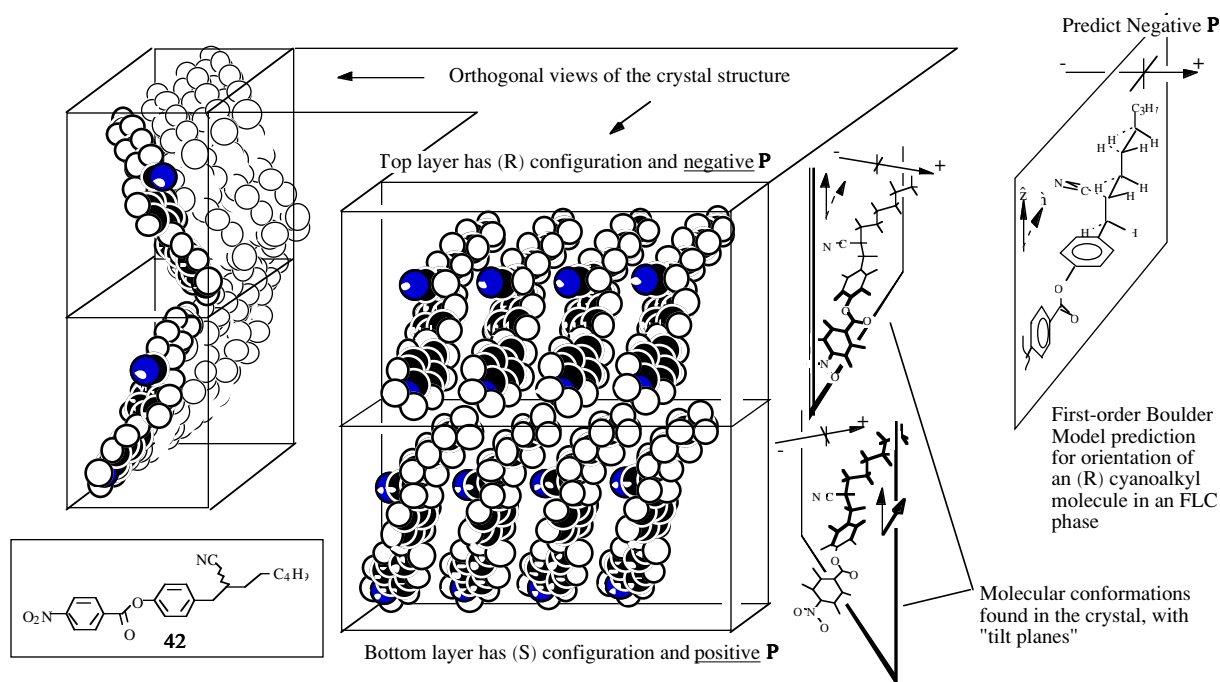 Predict Negative P
- +
Orthogonal views of the crystal structure
Top layer has (R) configuration and negative P
- +
C₃H₇
H H
H H
N C H H
H
ẑ
N C
O O
N O
First-order Boulder
Model prediction
for orientation of
an (R) cyanoalkyl
molecule in an FLC
phase
- +
N C
O O
O N
O
Molecular conformations
found in the crystal, with
"tilt planes"
NC
C₄H₉
O
O₂N
O
42
Bottom layer has (S) configuration and positive P